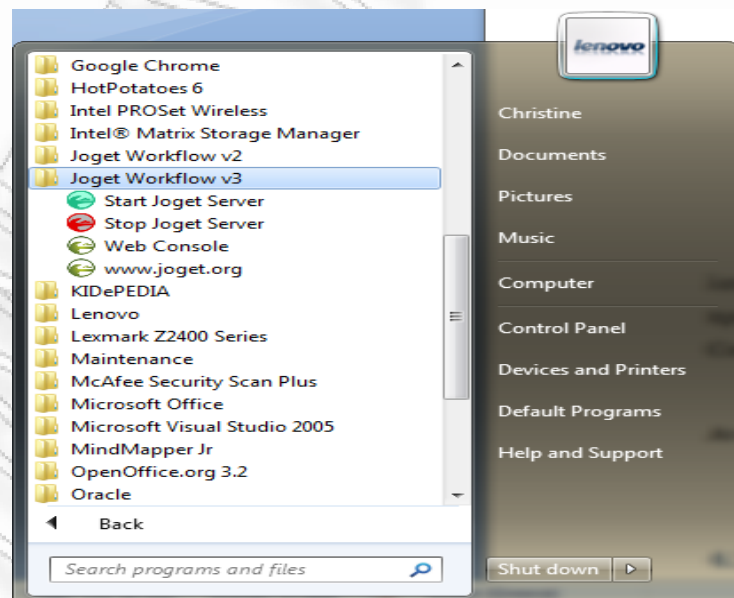 Google Chrome
HotPotatoes 6
Intel PROSet Wireless
Intel® Matrix Storage Manager
Joget Workflow v2
Joget Workflow v3
Start Joget Server
Stop Joget Server
Web Console
www.joget.org
KIDePEDIA
Lenovo
Lexmark Z2400 Series
Maintenance
McAfee Security Scan Plus
Microsoft Office
Microsoft Visual Studio 2005
MindMapper Jr
OpenOffice.org 3.2
Oracle
Back
Search programs and files
lenovo
Christine
Documents
Pictures
Music
Computer
Control Panel
Devices and Printers
Default Programs
Help and Support
Shut down